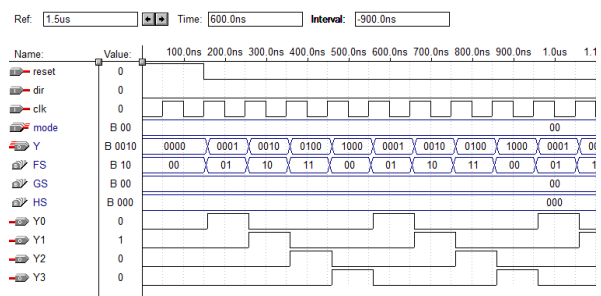 Ref: 1.5us Time: 600.0ns Interval: -900.0ns
Name: Value: 100.0ns 200.0ns 300.0ns 400.0ns 500.0ns 600.0ns 700.0ns 800.0ns 900.0ns 1.0us 1.1
reset 0
dir 0
clk 0
mode B 00 00
Y B 0010 0000 0001 0010 0100 1000 0001 0010 0100 1000 0001 00
FS B 10 00 01 10 11 00 01 10 11 00 01 1
GS B 00 00
HS B 000 000
Y0 0
Y1 1
Y2 0
Y3 0